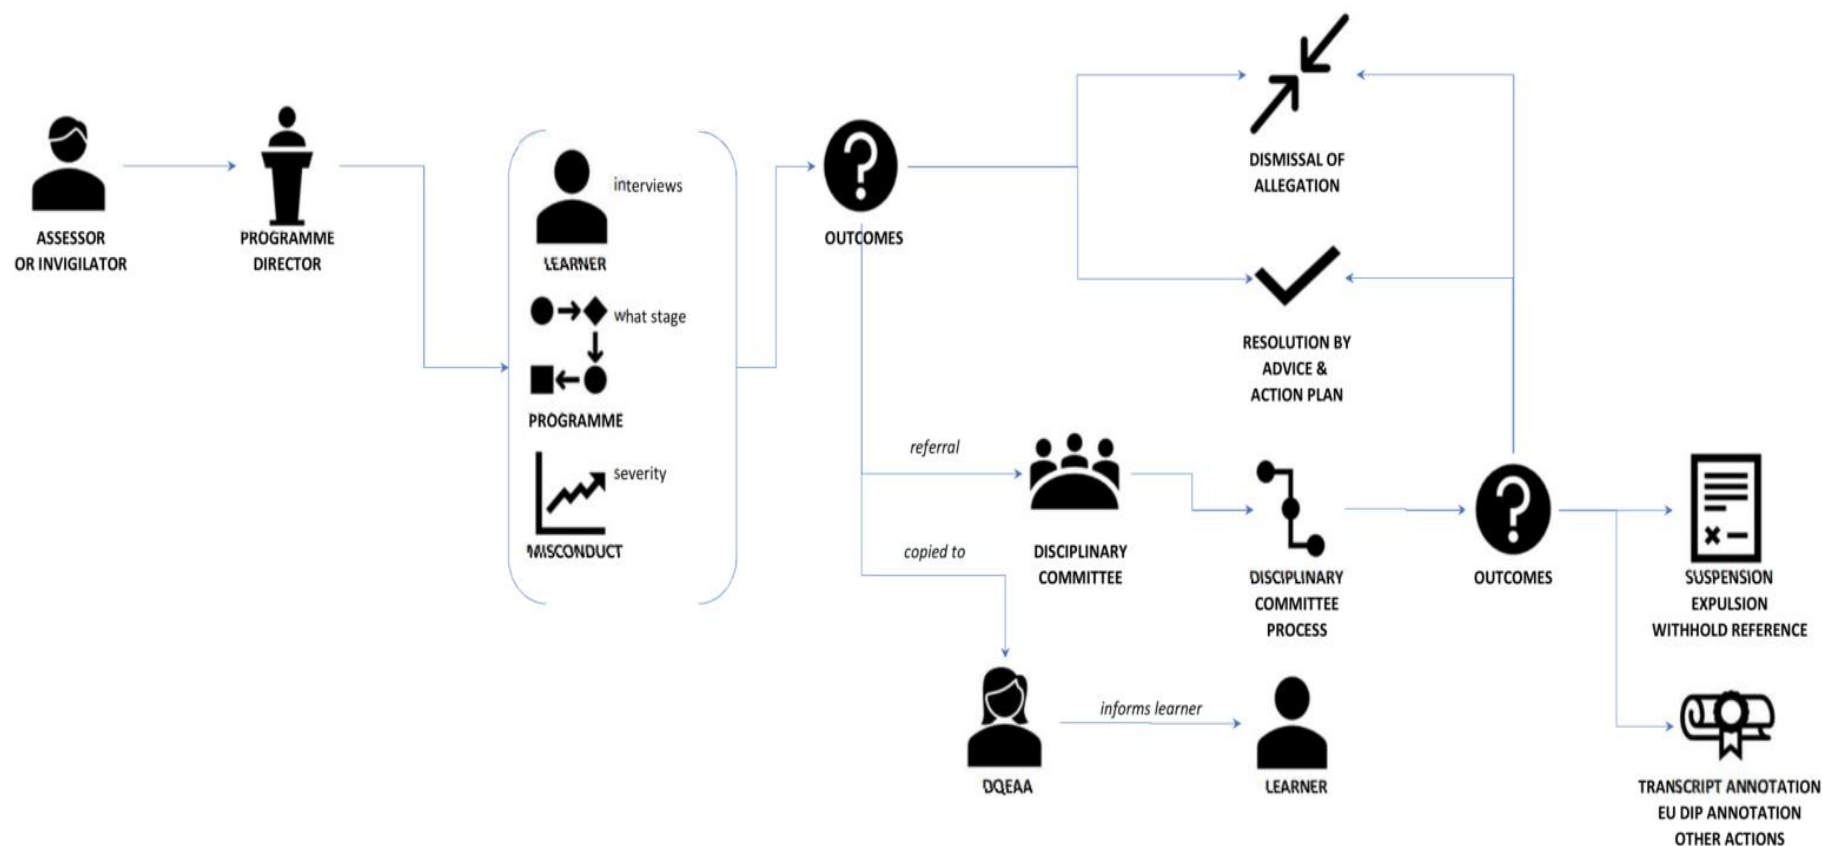 ASSESSOR
OR INVIGILATOR
PROGRAMME
DIRECTOR
interviews
LEARNER
what stage
PROGRAMME
severity
MISCONDUCT
OUTCOMES
DISMISSAL OF
ALLEGATION
RESOLUTION BY
ADVICE &
ACTION PLAN
referral
DISCIPLINARY
COMMITTEE
DISCIPLINARY
COMMITTEE
PROCESS
OUTCOMES
SUSPENSION
EXPULSION
WITHHOLD REFERENCE
copied to
DQEAA
informs learner
LEARNER
TRANSCRIPT ANNOTATION
EU DIP ANNOTATION
OTHER ACTIONS